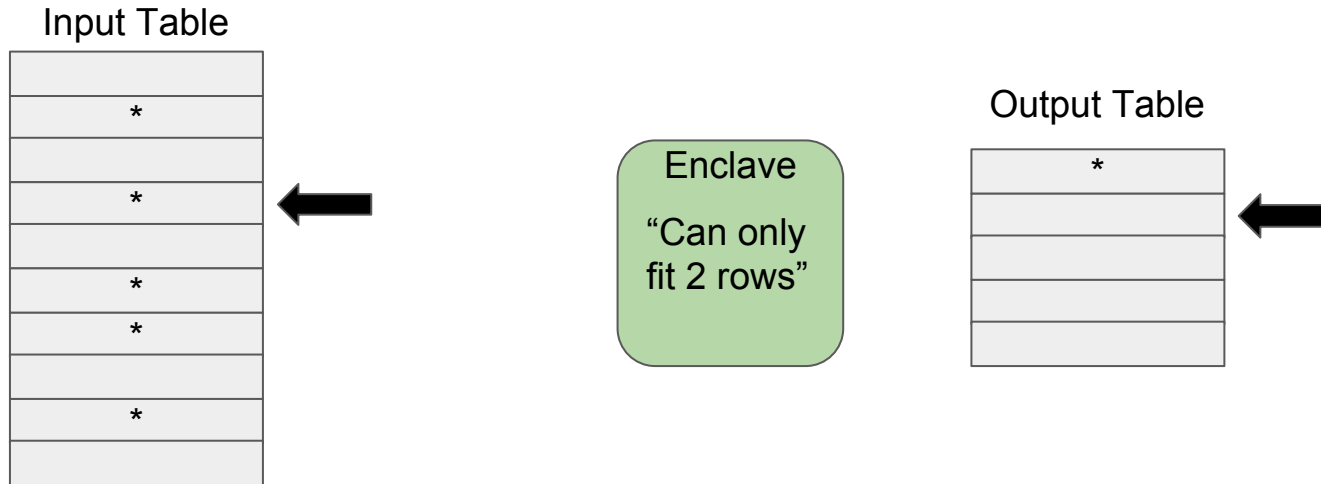 Input Table
*
*
*
*
*
Enclave
“Can only
fit 2 rows”
Output Table
*